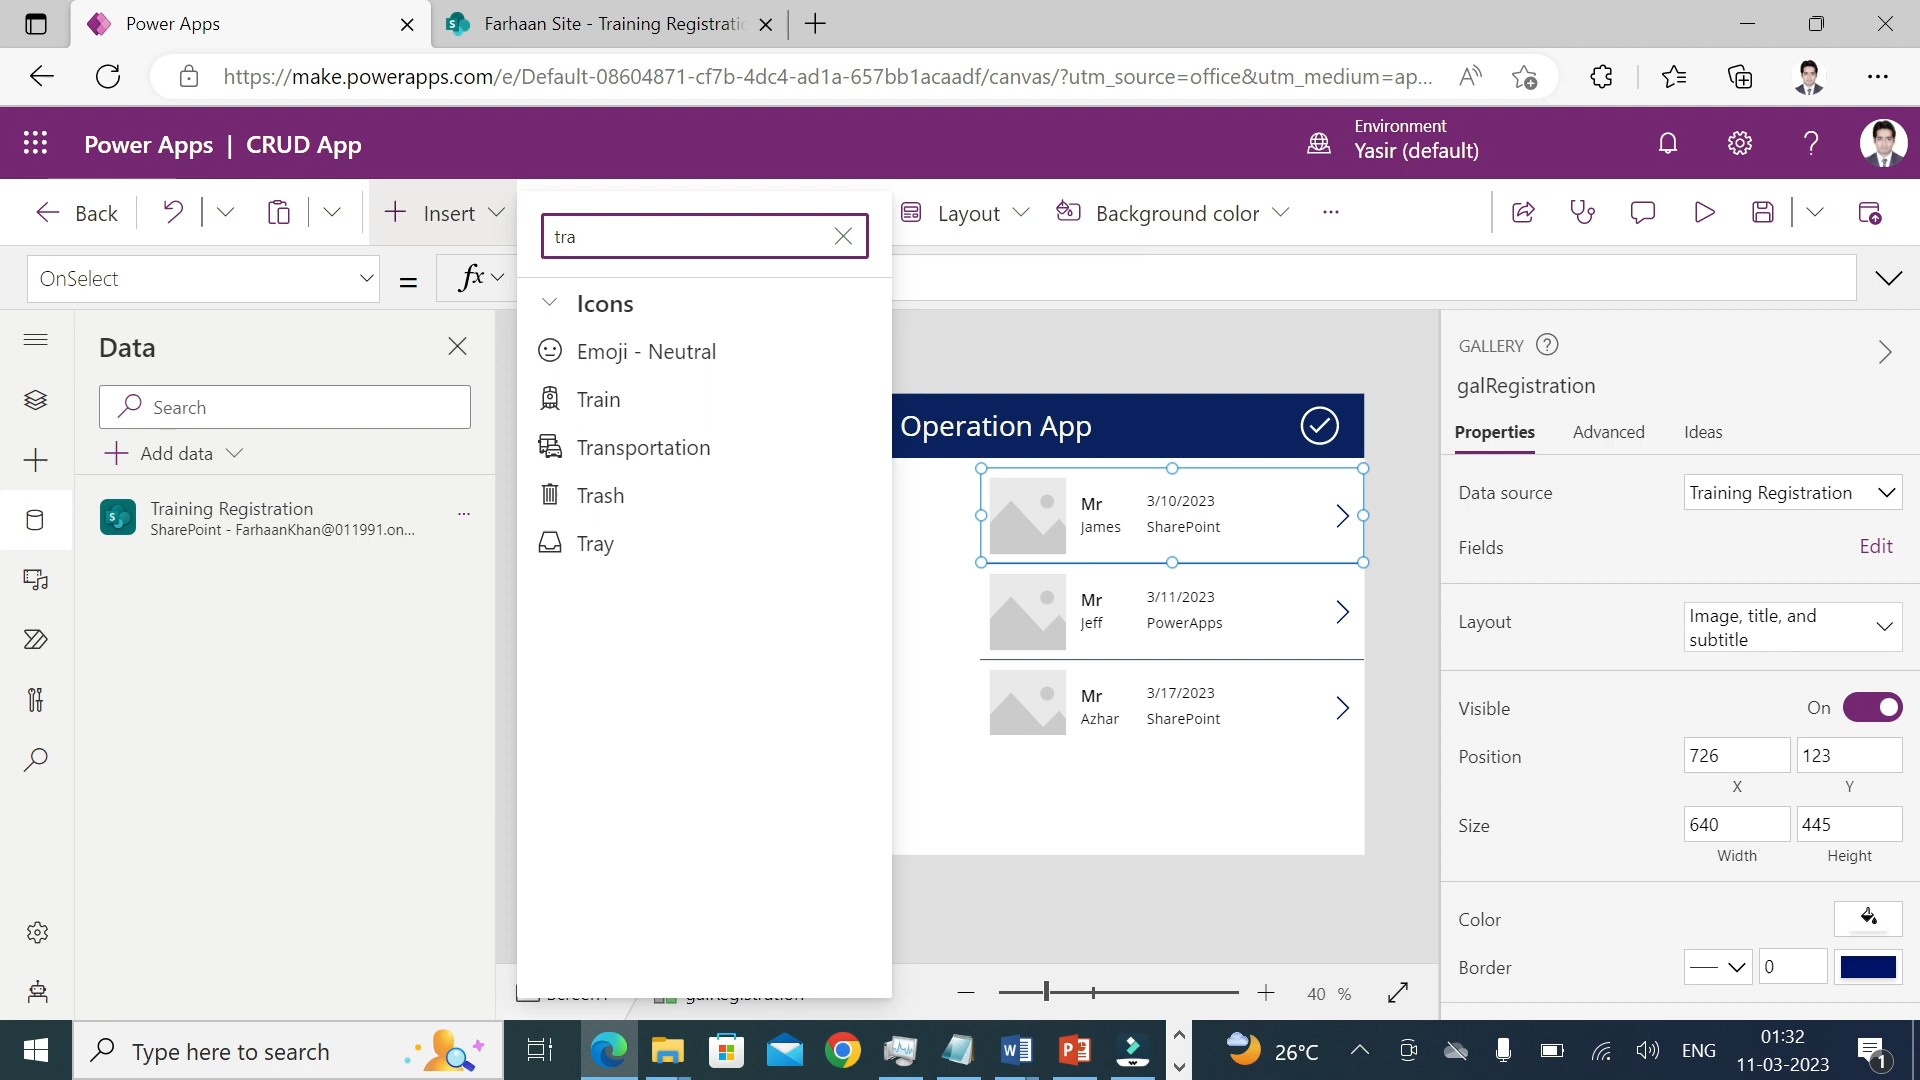 Power Apps
Farhaan Site - Training Registratic
https://make.powerapps.com/e/Default-08604871-cf7b-4dc4-ad1a-657bb1acaadf/canvas/?utm_source=office&utm_medium=ap...
Power Apps | CRUD App
Environment
Yasir (default)
Back
Insert
Layout
Background color
tra
OnSelect
=
fx
Icons
Emoji - Neutral
Train
Transportation
Trash
Tray
Data
Search
Add data
Training Registration
SharePoint - FarhaanKhan@011991.on...
Operation App
Mr
James
3/10/2023
SharePoint
Mr
Jeff
3/11/2023
PowerApps
Mr
Azhar
3/17/2023
SharePoint
40 %
GALLERY
galRegistration
Properties
Advanced
Ideas
Data source
Training Registration
Fields
Edit
Layout
Image, title, and
subtitle
Visible
On
Position
726
123
X
Y
Size
640
445
Width
Height
Color
Border
0
Type here to search
26°C
ENG
01:32
11-03-2023
1